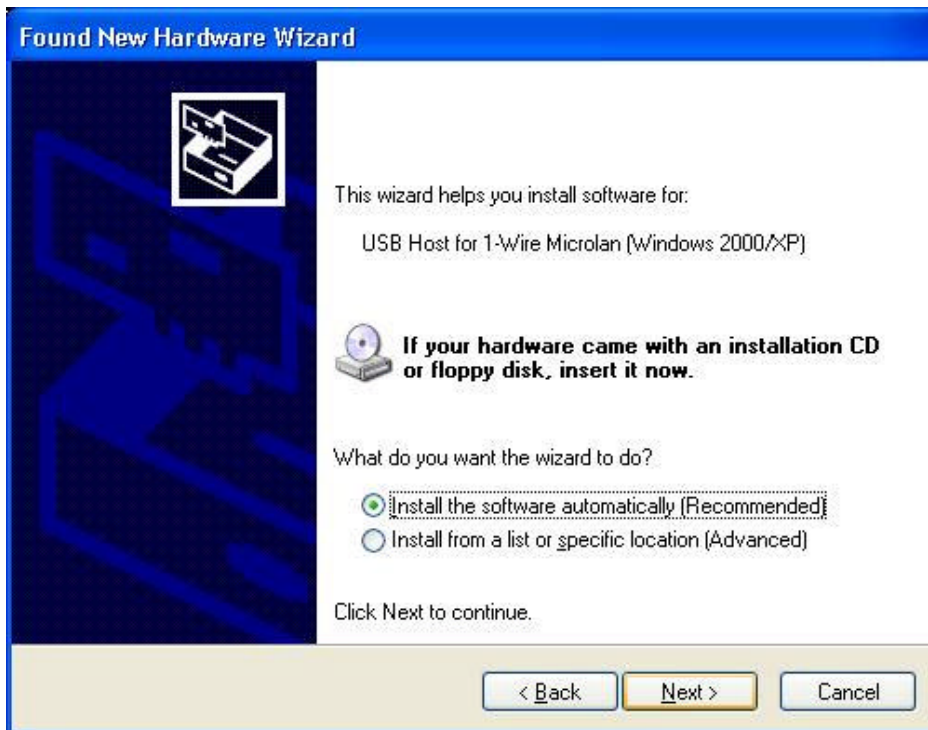 Found New Hardware Wizard
This wizard helps you install software for:
USB Host for 1-Wire Microlan (Windows 2000/XP)
If your hardware came with an installation CD
or floppy disk, insert it now.
What do you want the wizard to do?
Install the software automatically (Recommended)
Install from a list or specific location (Advanced)
Click Next to continue.
< Back Next > Cancel